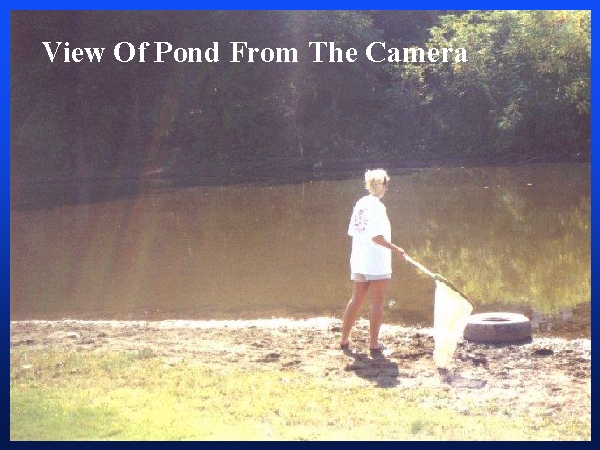 View Of Pond From The Camera